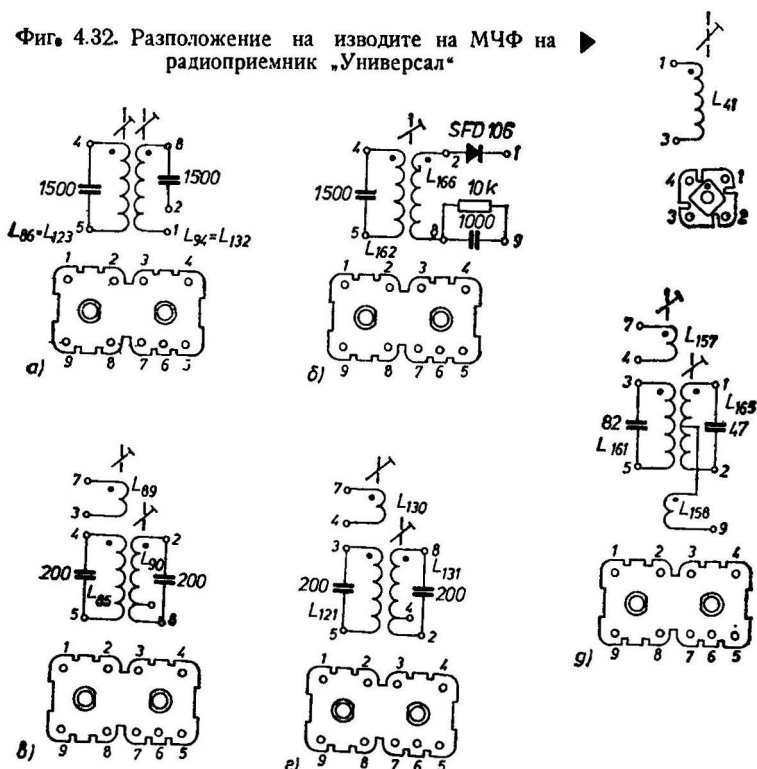 Фиг. 4.32. Разположение на изводите на МЧФ на
радиоприемник „Универсал“
1
L41
3
4 1
3 2
4 8
1500 1500
2
5 1
L86=L123 L94=L132
1 2 3 4
9 8 7 6 5
а)
4 2 SFD 106 1
L166
1500 10k
1000
5 8 9
L162
1 2 3 4
9 8 7 6 5
б)
7 L89
3
4 2
L90
200 200
L85
5 8
1 2 3 4
9 8 7 6 5
в)
7 L130
4
3 8
L131
200 200
L121 4
5 2
1 2 3 4
9 8 7 6 5
г)
7 L157
4
3 1
L165
82 47
L161
5 2
L158
9
1 2 3 4
9 8 7 6 5
д)